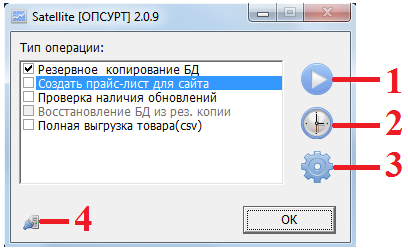 Satellite [ОПСУРТ] 2.0.9
Тип операции:
Резервное копирование БД
Создать прайс-лист для сайта
Проверка наличия обновлений
Восстановление БД из рез. копии
Полная выгрузка товара(csv)
1
2
3
4
OK